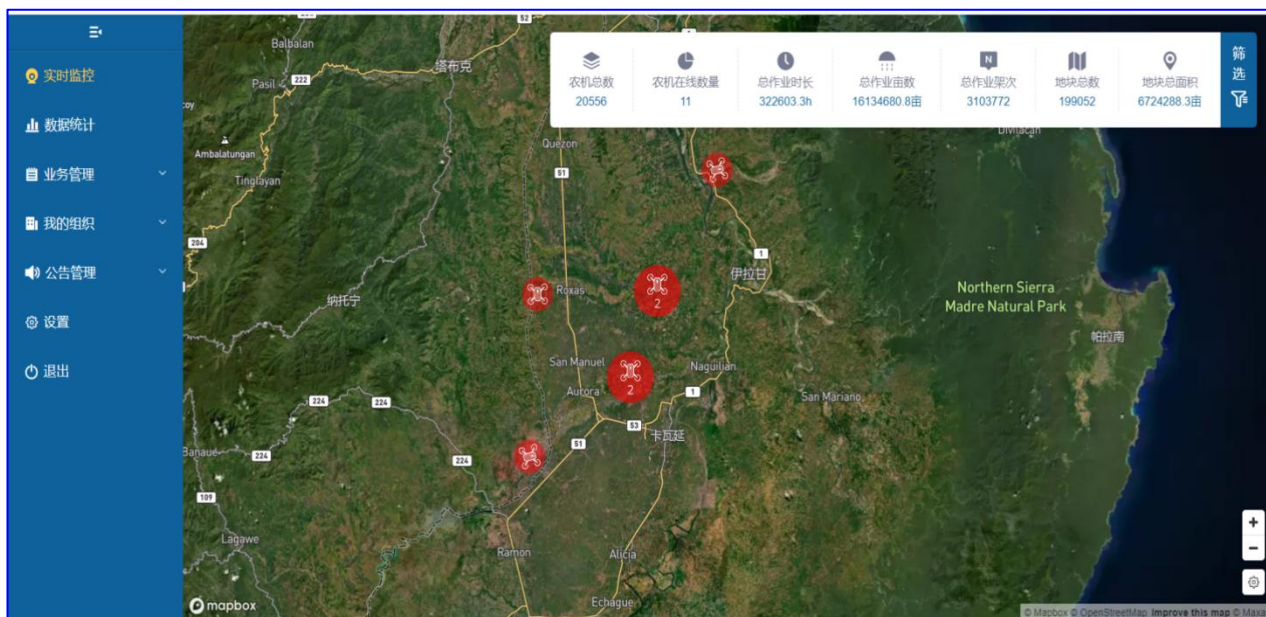 实时监控
数据统计
业务管理
我的组织
公告管理
设置
退出
农机总数
20556
农机在线数量
11
总作业时长
322603.3h
总作业亩数
16134680.8亩
总作业架次
3103772
地块总数
199052
地块总面积
6724288.3亩
筛选
N
52
Balbalan
塔布克
222
Pasil
Ambalatungan
Tinglayan
Quezon
51
Divilacan
204
1
伊拉甘
纳托宁
Roxas
2
Northern Sierra
Madre Natural Park
帕拉南
San Manuel
Naguilian
Aurora
2
1
San Mariano
224
224
53
卡瓦延
51
Banaue
224
224
109
Lagawe
Ramon
Alicia
Echague
mapbox
+
−
© Mapbox © OpenStreetMap Improve this map © Maxa